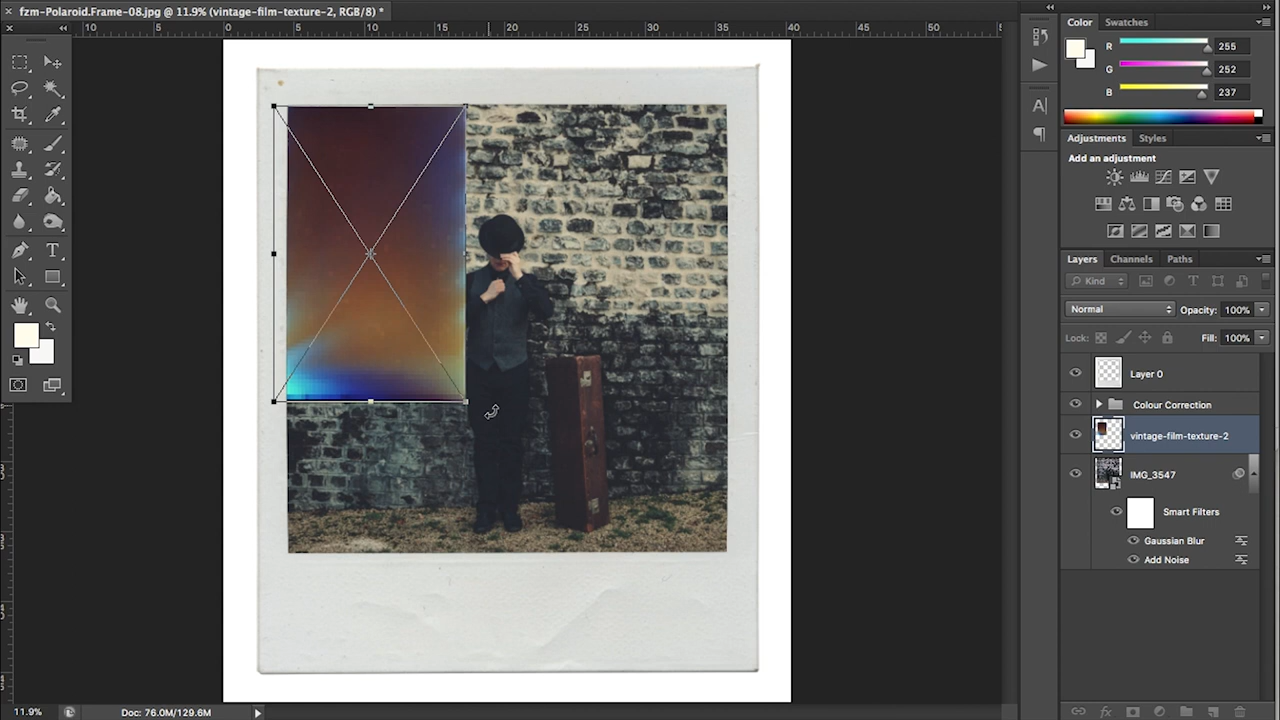 fzm-Polaroid.Frame-08.jpg @ 11.9% (vintage-film-texture-2, RGB/8) *
10 5 0 5 10 15 20 25 30 35 40 45 50
Color Swatches
R 255
G 252
B 237
Adjustments Styles
Add an adjustment
Layers Channels Paths
Kind
Normal Opacity: 100%
Lock: Fill: 100%
Layer 0
Colour Correction
vintage-film-texture-2
IMG_3547
Smart Filters
Gaussian Blur
Add Noise
11.9% Doc: 76.0M/129.6M